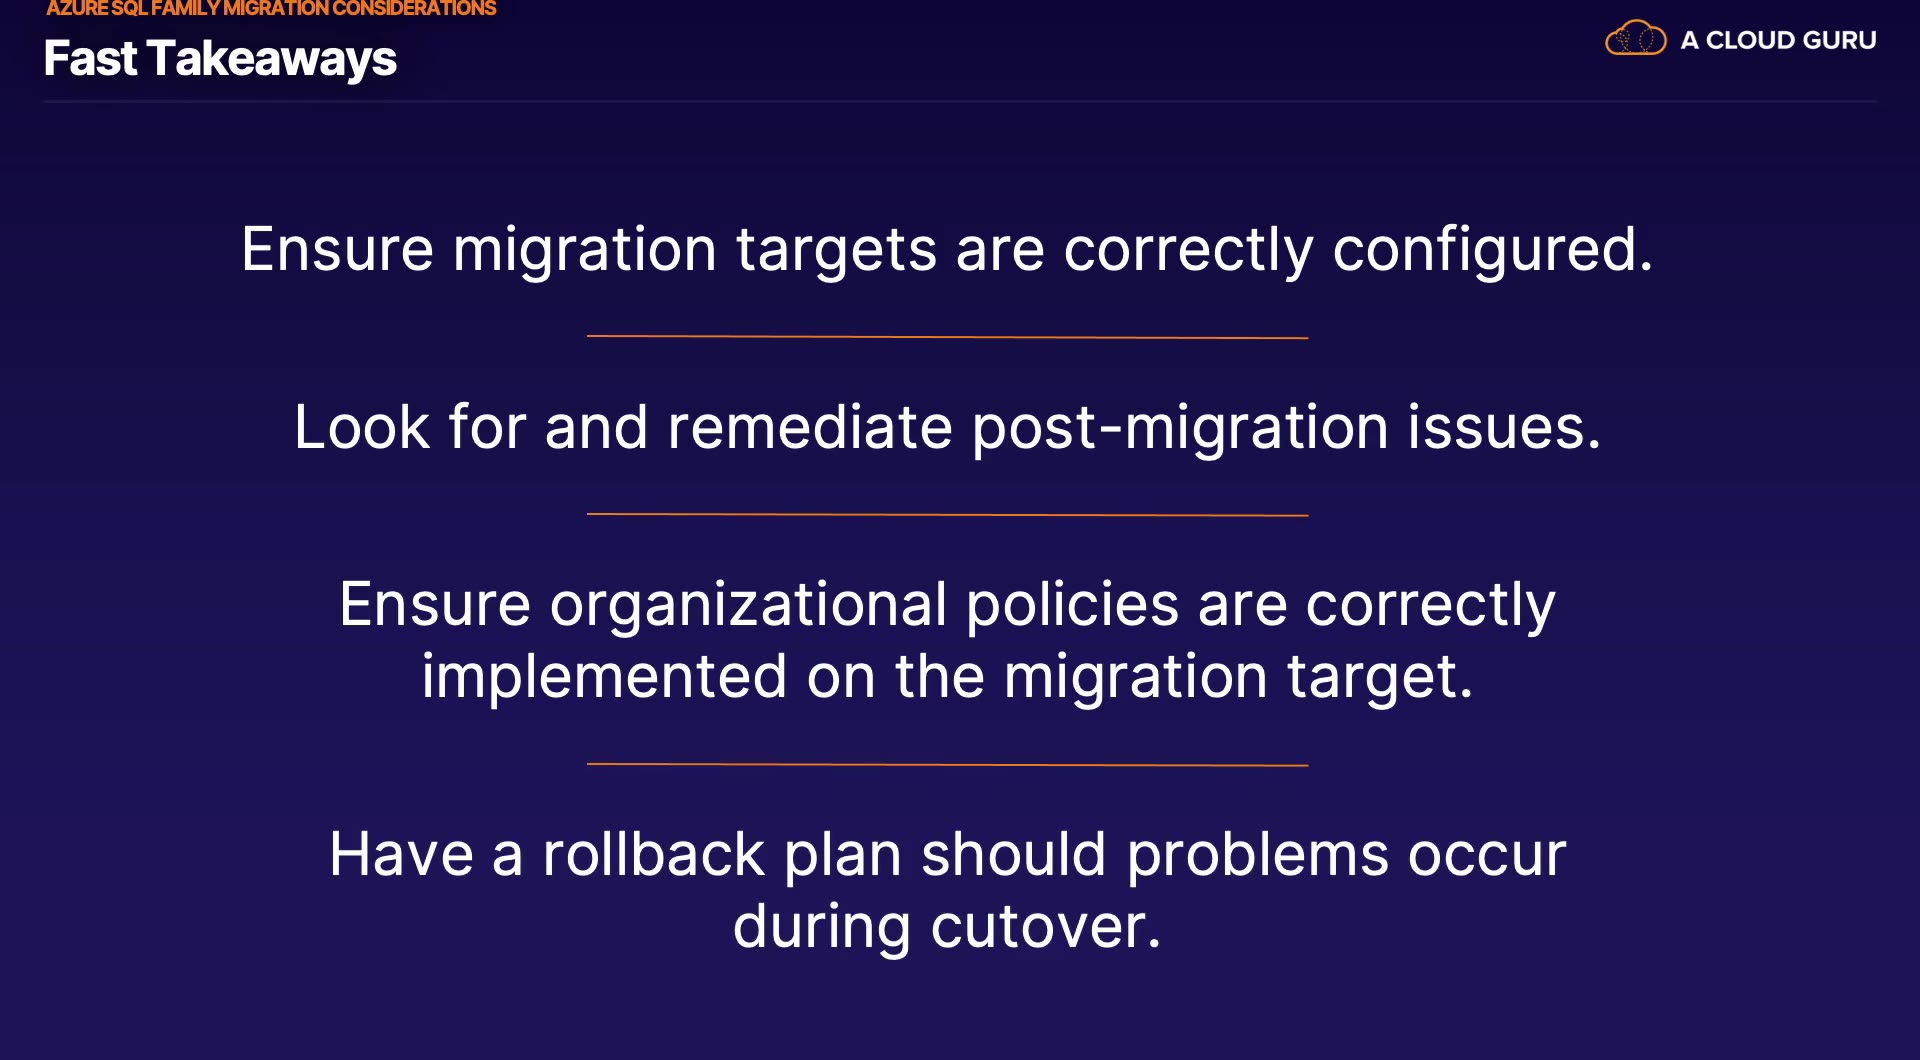 AZURE SQL FAMILY MIGRATION CONSIDERATIONS
Fast Takeaways
A CLOUD GURU
Ensure migration targets are correctly configured.
Look for and remediate post-migration issues.
Ensure organizational policies are correctly
implemented on the migration target.
Have a rollback plan should problems occur
during cutover.